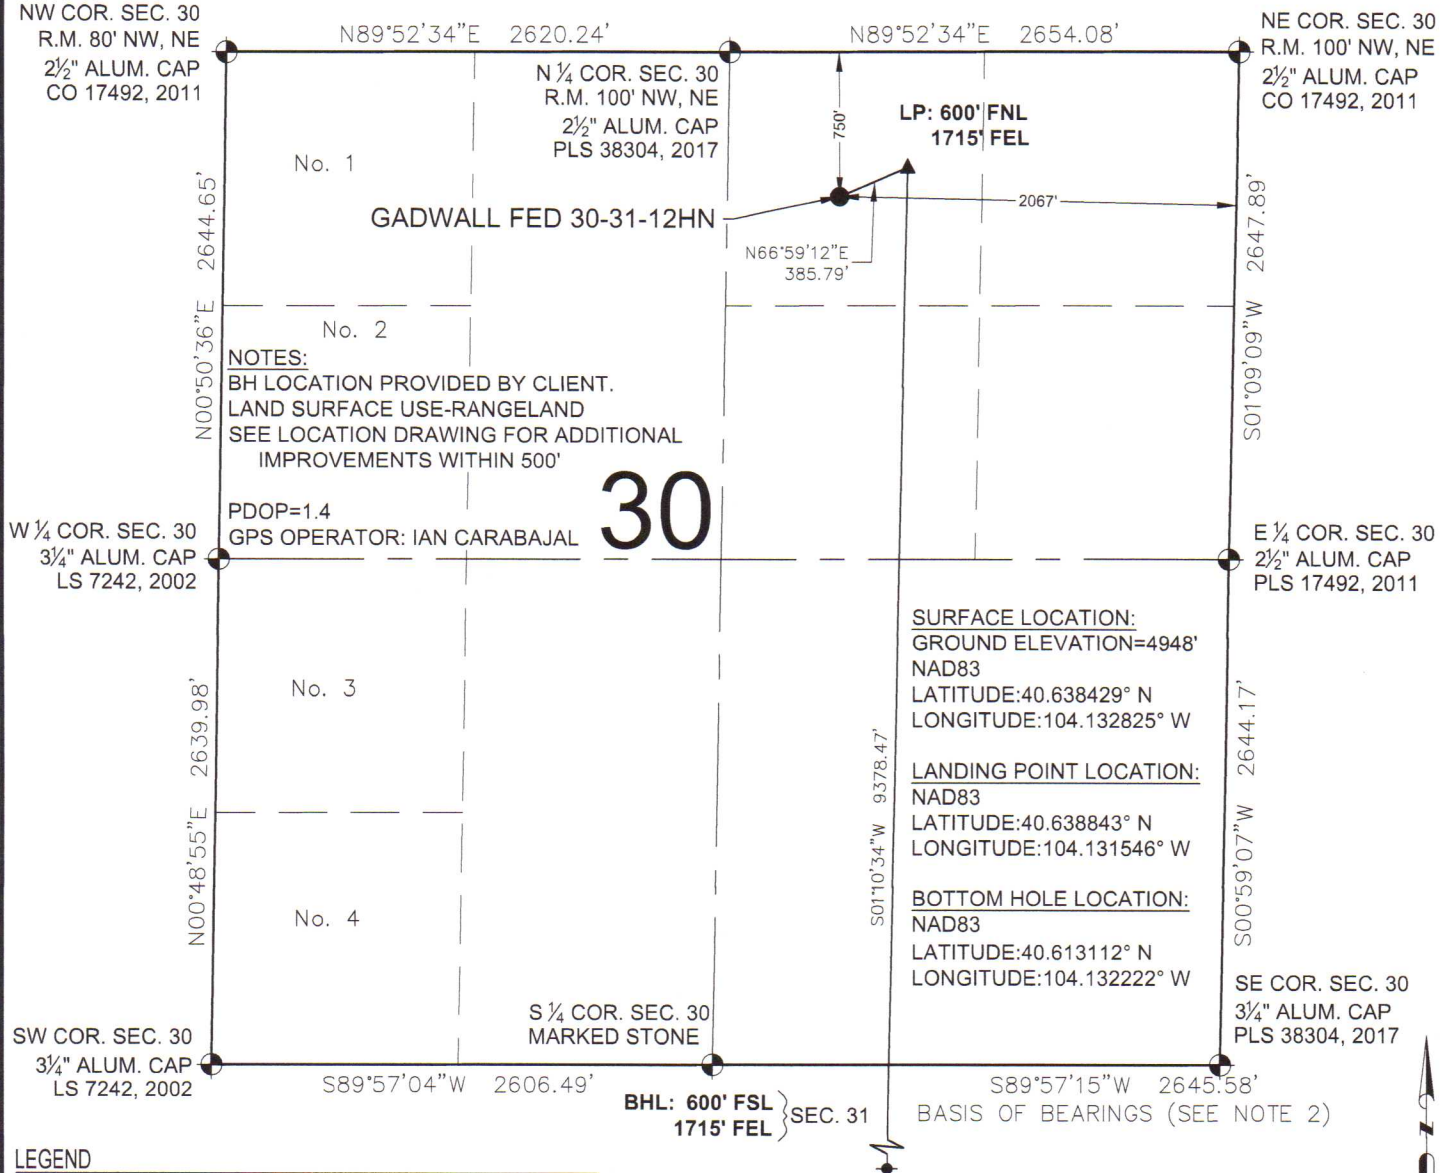 NW COR. SEC. 30
R.M. 80' NW, NE
2½" ALUM. CAP
CO 17492, 2011
N89°52'34"E 2620.24'
N ¼ COR. SEC. 30
R.M. 100' NW, NE
2½" ALUM. CAP
PLS 38304, 2017
N89°52'34"E 2654.08'
NE COR. SEC. 30
R.M. 100' NW, NE
2½" ALUM. CAP
CO 17492, 2011
750'
LP: 600' FNL
1715' FEL
No. 1
GADWALL FED 30-31-12HN
2067'
N66°59'12"E
385.79'
N00°50'36"E 2644.65'
S01°09'09"W 2647.89'
No. 2
NOTES:
BH LOCATION PROVIDED BY CLIENT.
LAND SURFACE USE-RANGELAND
SEE LOCATION DRAWING FOR ADDITIONAL
IMPROVEMENTS WITHIN 500'
PDOP=1.4
GPS OPERATOR: IAN CARABAJAL
30
W ¼ COR. SEC. 30
3¼" ALUM. CAP
LS 7242, 2002
E ¼ COR. SEC. 30
2½" ALUM. CAP
PLS 17492, 2011
SURFACE LOCATION:
GROUND ELEVATION=4948'
NAD83
LATITUDE:40.638429° N
LONGITUDE:104.132825° W
No. 3
N00°48'55"E 2639.98'
S01°10'34"W 9378.47'
S00°59'07"W 2644.17'
LANDING POINT LOCATION:
NAD83
LATITUDE:40.638843° N
LONGITUDE:104.131546° W
BOTTOM HOLE LOCATION:
NAD83
LATITUDE:40.613112° N
LONGITUDE:104.132222° W
No. 4
SW COR. SEC. 30
3¼" ALUM. CAP
LS 7242, 2002
S ¼ COR. SEC. 30
MARKED STONE
SE COR. SEC. 30
3¼" ALUM. CAP
PLS 38304, 2017
S89°57'04"W 2606.49'
S89°57'15"W 2645.58'
BASIS OF BEARINGS (SEE NOTE 2)
BHL: 600' FSL
1715' FEL
SEC. 31
LEGEND